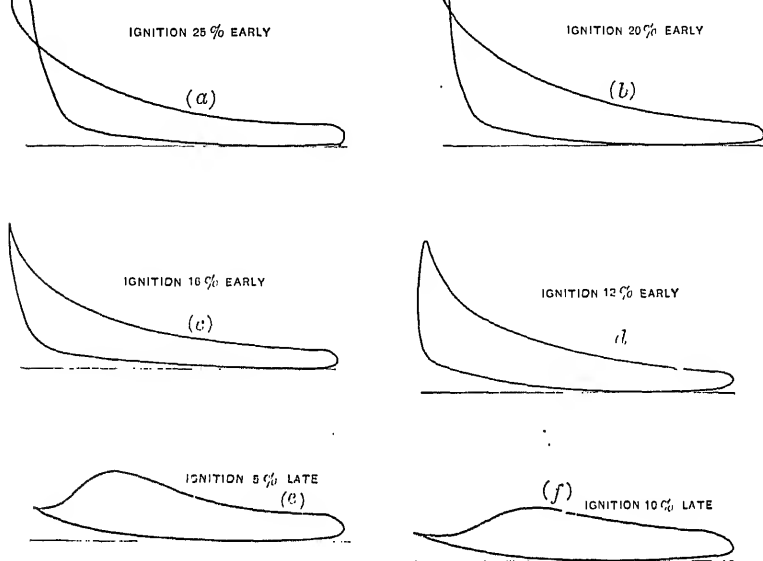 IGNITION 25% EARLY
(a)
IGNITION 20% EARLY
(b)
IGNITION 16% EARLY
(c)
IGNITION 12% EARLY
d
IGNITION 5% LATE
(e)
(f)
IGNITION 10% LATE